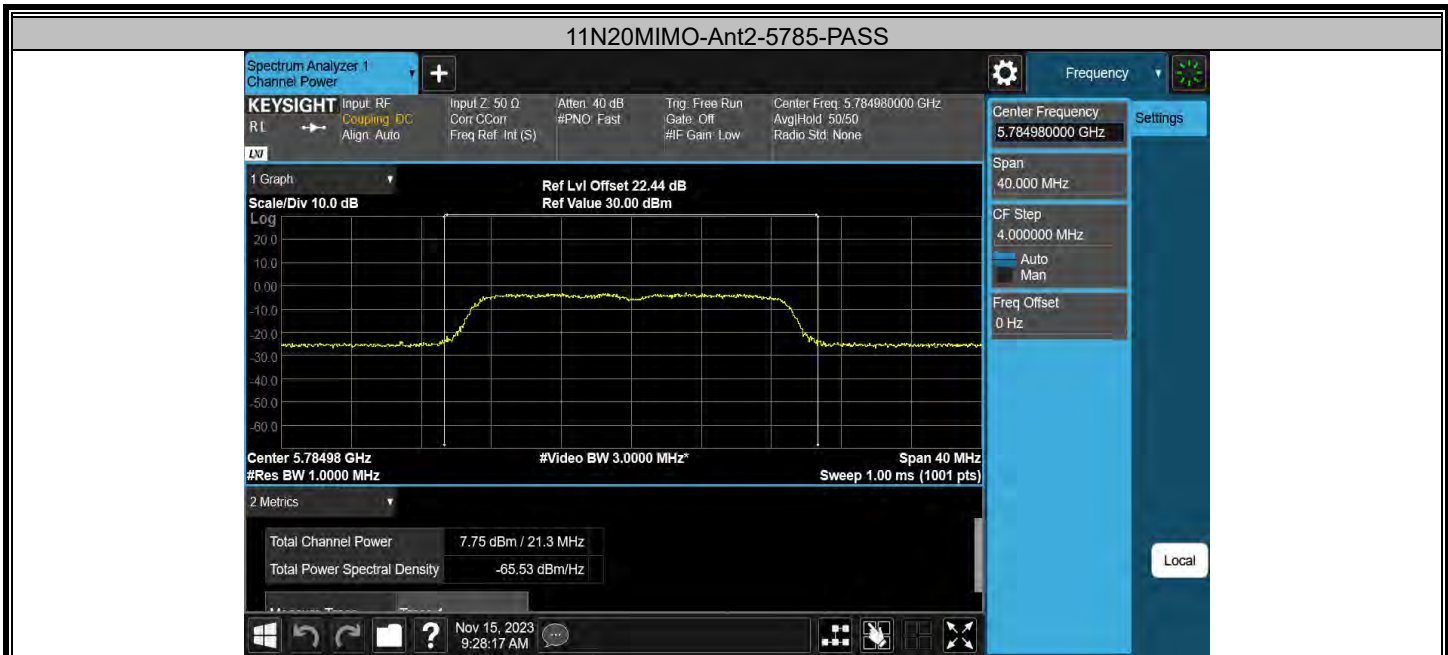 11N20MIMO-Ant2-5785-PASS
Spectrum Analyzer 1
Channel Power
+
Frequency
KEYSIGHT
RL
LXI
Input: RF
Coupling: DC
Align: Auto
Input Z: 50 Ω
Corr CCorr
Freq Ref: Int (S)
Atten: 40 dB
#PNO: Fast
Trig: Free Run
Gate: Off
#IF Gain: Low
Center Freq: 5.784980000 GHz
Avg|Hold: 50/50
Radio Std: None
Center Frequency
5.784980000 GHz
Settings
Span
40.000 MHz
CF Step
4.000000 MHz
Auto
Man
Freq Offset
0 Hz
Local
1 Graph
Scale/Div 10.0 dB
Ref Lvl Offset 22.44 dB
Ref Value 30.00 dBm
Log
20.0
10.0
0.00
-10.0
-20.0
-30.0
-40.0
-50.0
-60.0
Center 5.78498 GHz
#Video BW 3.0000 MHz*
Span 40 MHz
#Res BW 1.0000 MHz
Sweep 1.00 ms (1001 pts)
2 Metrics
Total Channel Power 7.75 dBm / 21.3 MHz
Total Power Spectral Density -65.53 dBm/Hz
?
Nov 15, 2023
9:28:17 AM